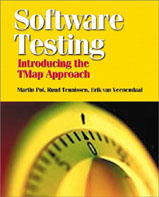 Software
Testing
Introducing the
TMap Approach
Martin Pol, Ruud Teunissen, Erik van Veenendaal